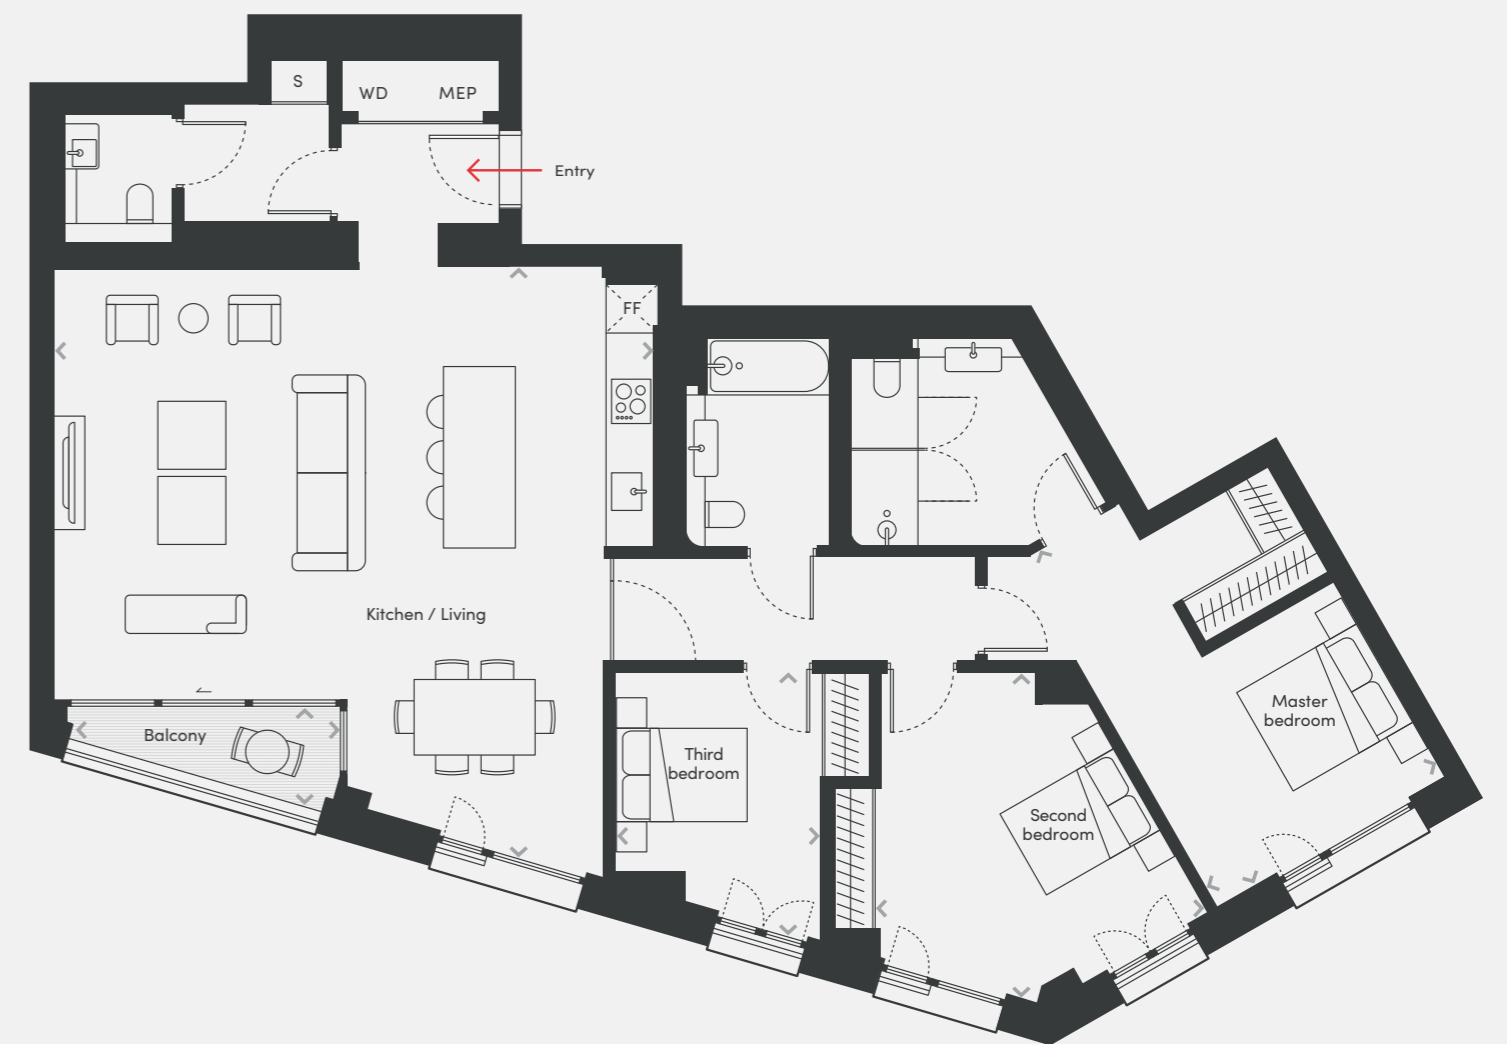 S
WD
MEP
Entry
FF
Kitchen / Living
Balcony
Third
bedroom
Second
bedroom
Master
bedroom